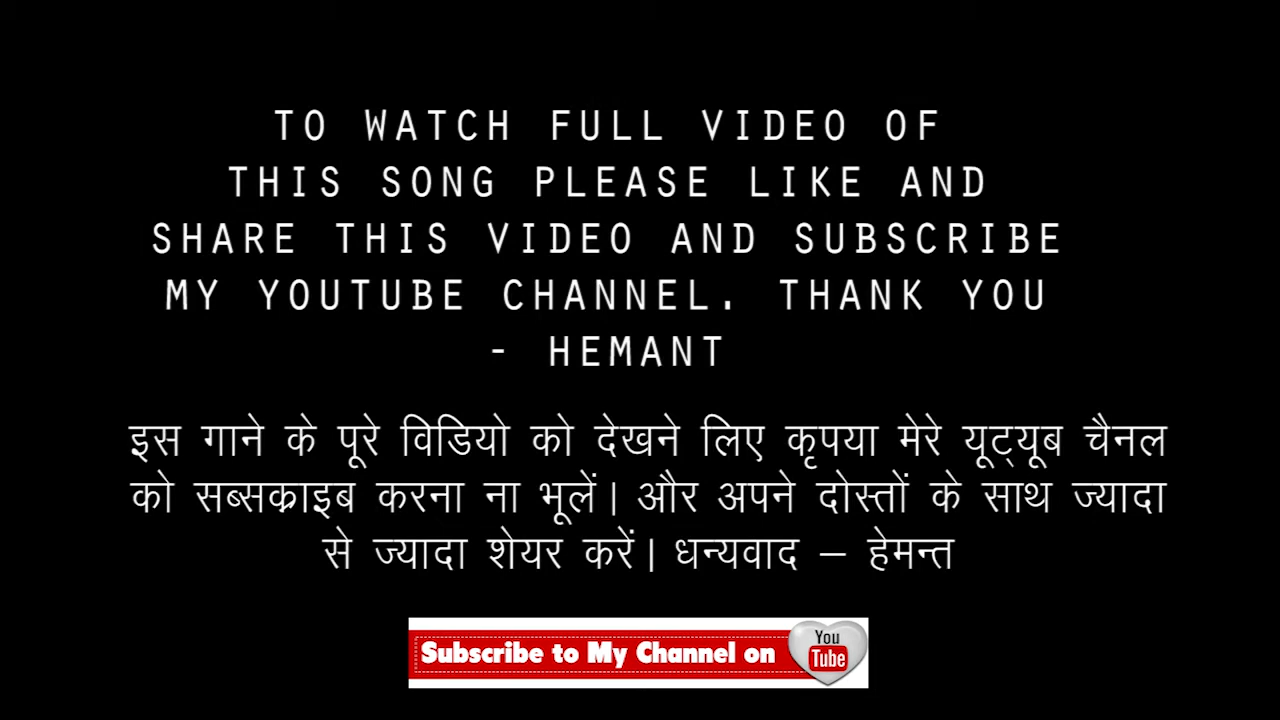 TO WATCH FULL VIDEO OF
THIS SONG PLEASE LIKE AND
SHARE THIS VIDEO AND SUBSCRIBE
MY YOUTUBE CHANNEL. THANK YOU
- HEMANT
इस गाने के पूरे विडियो को देखने लिए कृपया मेरे यूट्‌यूब चैनल
को सब्सक्राइब करना ना भूलें। और अपने दोस्तों के साथ ज्यादा
से ज्यादा शेयर करें। धन्यवाद – हेमन्त
Subscribe to My Channel on
You
Tube